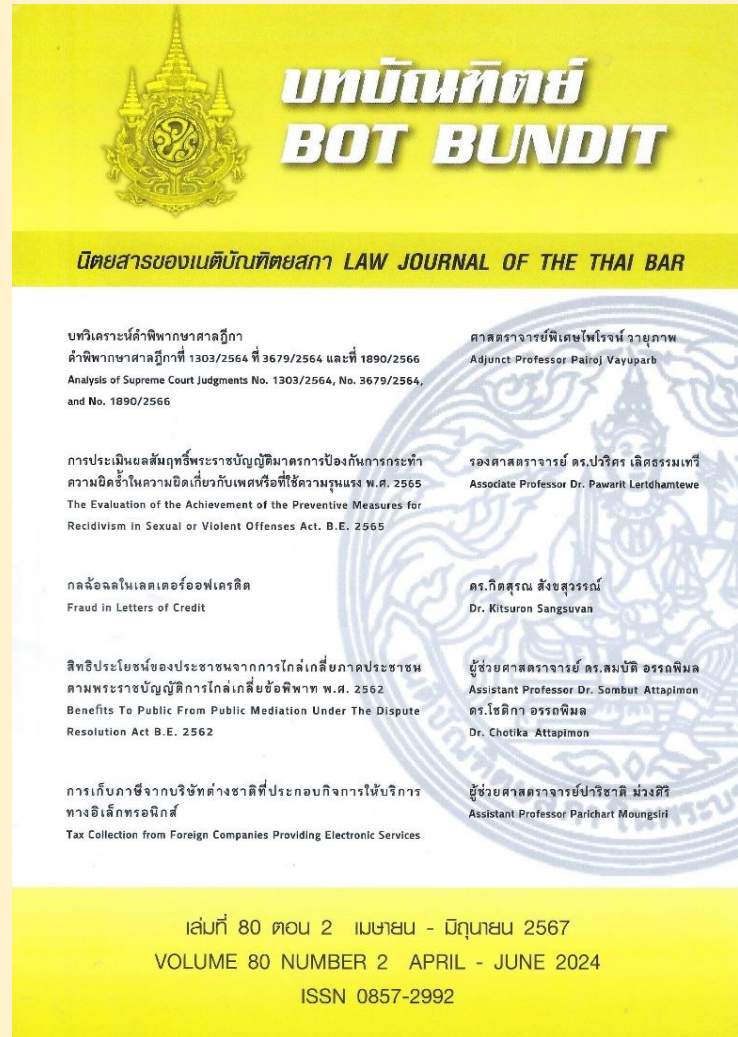 บทบัณฑิตย์
BOT BUNDIT
นิตยสารของเนติบัณฑิตยสภา LAW JOURNAL OF THE THAI BAR
บทวิเคราะห์คำพิพากษาศาลฎีกา
คำพิพากษาศาลฎีกาที่ 1303/2564 ที่ 3679/2564 และที่ 1890/2566
Analysis of Supreme Court Judgments No. 1303/2564, No. 3679/2564,
and No. 1890/2566
ศาสตราจารย์พิเศษไพโรจน์ วายุภาพ
Adjunct Professor Pairoj Vayuparb
การประเมินผลสัมฤทธิ์พระราชบัญญัติมาตรการป้องกันการกระทำ
ความผิดซ้ำในความผิดเกี่ยวกับเพศหรือที่ใช้ความรุนแรง พ.ศ. 2565
The Evaluation of the Achievement of the Preventive Measures for
Recidivism in Sexual or Violent Offenses Act. B.E. 2565
รองศาสตราจารย์ ดร.ปวริศร เลิศธรรมเทวี
Associate Professor Dr. Pawarit Lertdhamtewe
กลฉ้อฉลในเลตเตอร์ออฟเครดิต
Fraud in Letters of Credit
ดร.กิตสุรณ สังขสุวรรณ์
Dr. Kitsuron Sangsuvan
สิทธิประโยชน์ของประชาชนจากการไกล่เกลี่ยภาคประชาชน
ตามพระราชบัญญัติการไกล่เกลี่ยข้อพิพาท พ.ศ. 2562
Benefits To Public From Public Mediation Under The Dispute
Resolution Act B.E. 2562
ผู้ช่วยศาสตราจารย์ ดร.สมบัติ อรรถพิมล
Assistant Professor Dr. Sombut Attapimon
ดร.โชติกา อรรถพิมล
Dr. Chotika Attapimon
การเก็บภาษีจากบริษัทต่างชาติที่ประกอบกิจการให้บริการ
ทางอิเล็กทรอนิกส์
Tax Collection from Foreign Companies Providing Electronic Services
ผู้ช่วยศาสตราจารย์ปาริชาติ ม่วงศิริ
Assistant Professor Parichart Moungsiri
เล่มที่ 80 ตอน 2 เมษายน - มิถุนายน 2567
VOLUME 80 NUMBER 2 APRIL - JUNE 2024
ISSN 0857-2992